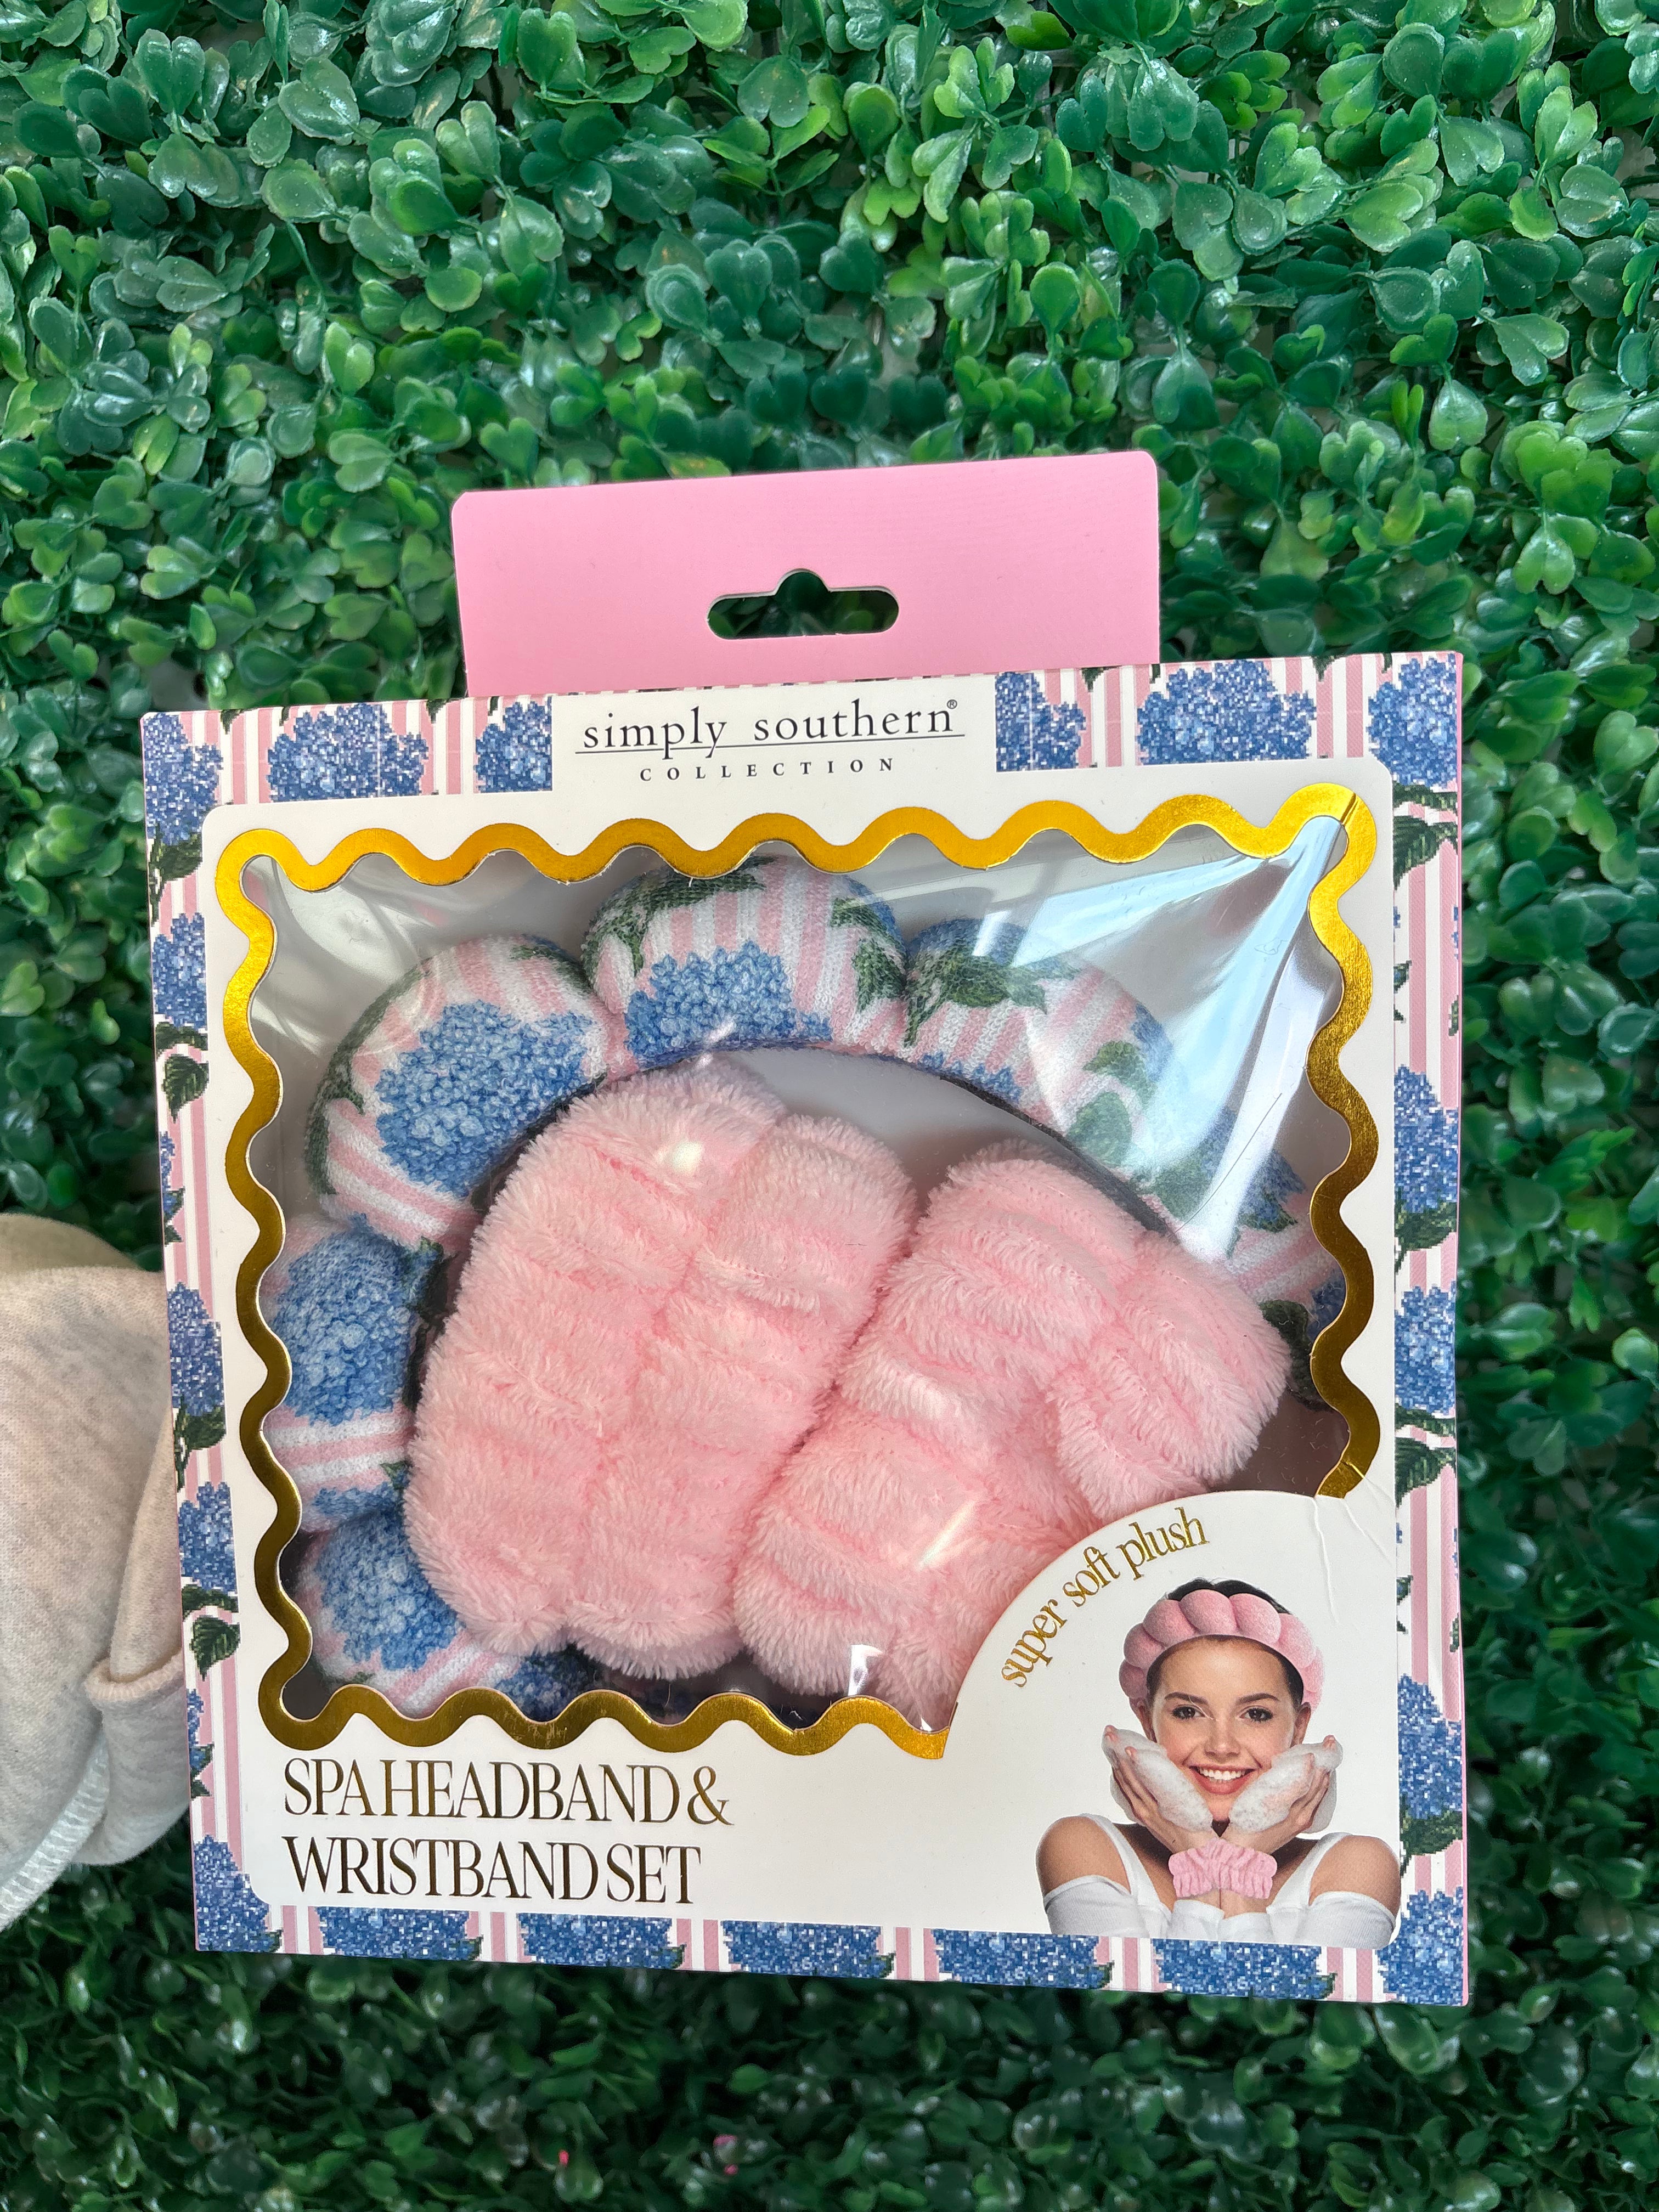 simply southern®
COLLECTION
super soft plush
SPA HEADBAND &
WRISTBAND SET